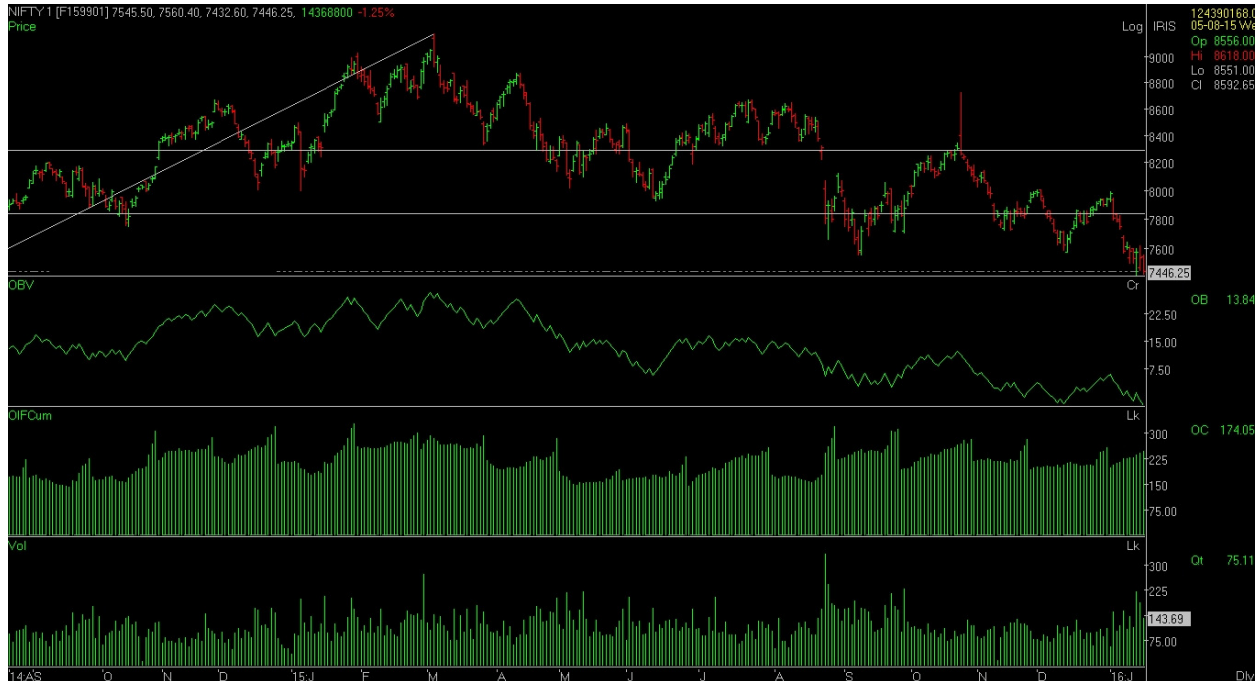 NIFTY 1 [F159901] 7545.50, 7560.40, 7432.60, 7446.25, 14368800 -1.25%
Price
Log
IRIS
124390168.0
05-08-15 We
Op 8556.00
Hi 8618.00
Lo 8551.00
Cl 8592.65
9000
8800
8600
8400
8200
8000
7800
7600
7446.25
OBV
Cr
OB 13.84
22.50
15.00
7.50
OIFCum
Lk
OC 174.05
300
225
150
75.00
Vol
Lk
Qt 75.11
300
225
143.69
75.00
14:AS O N D 15:J F M A M J J A S O N D 16:J Div